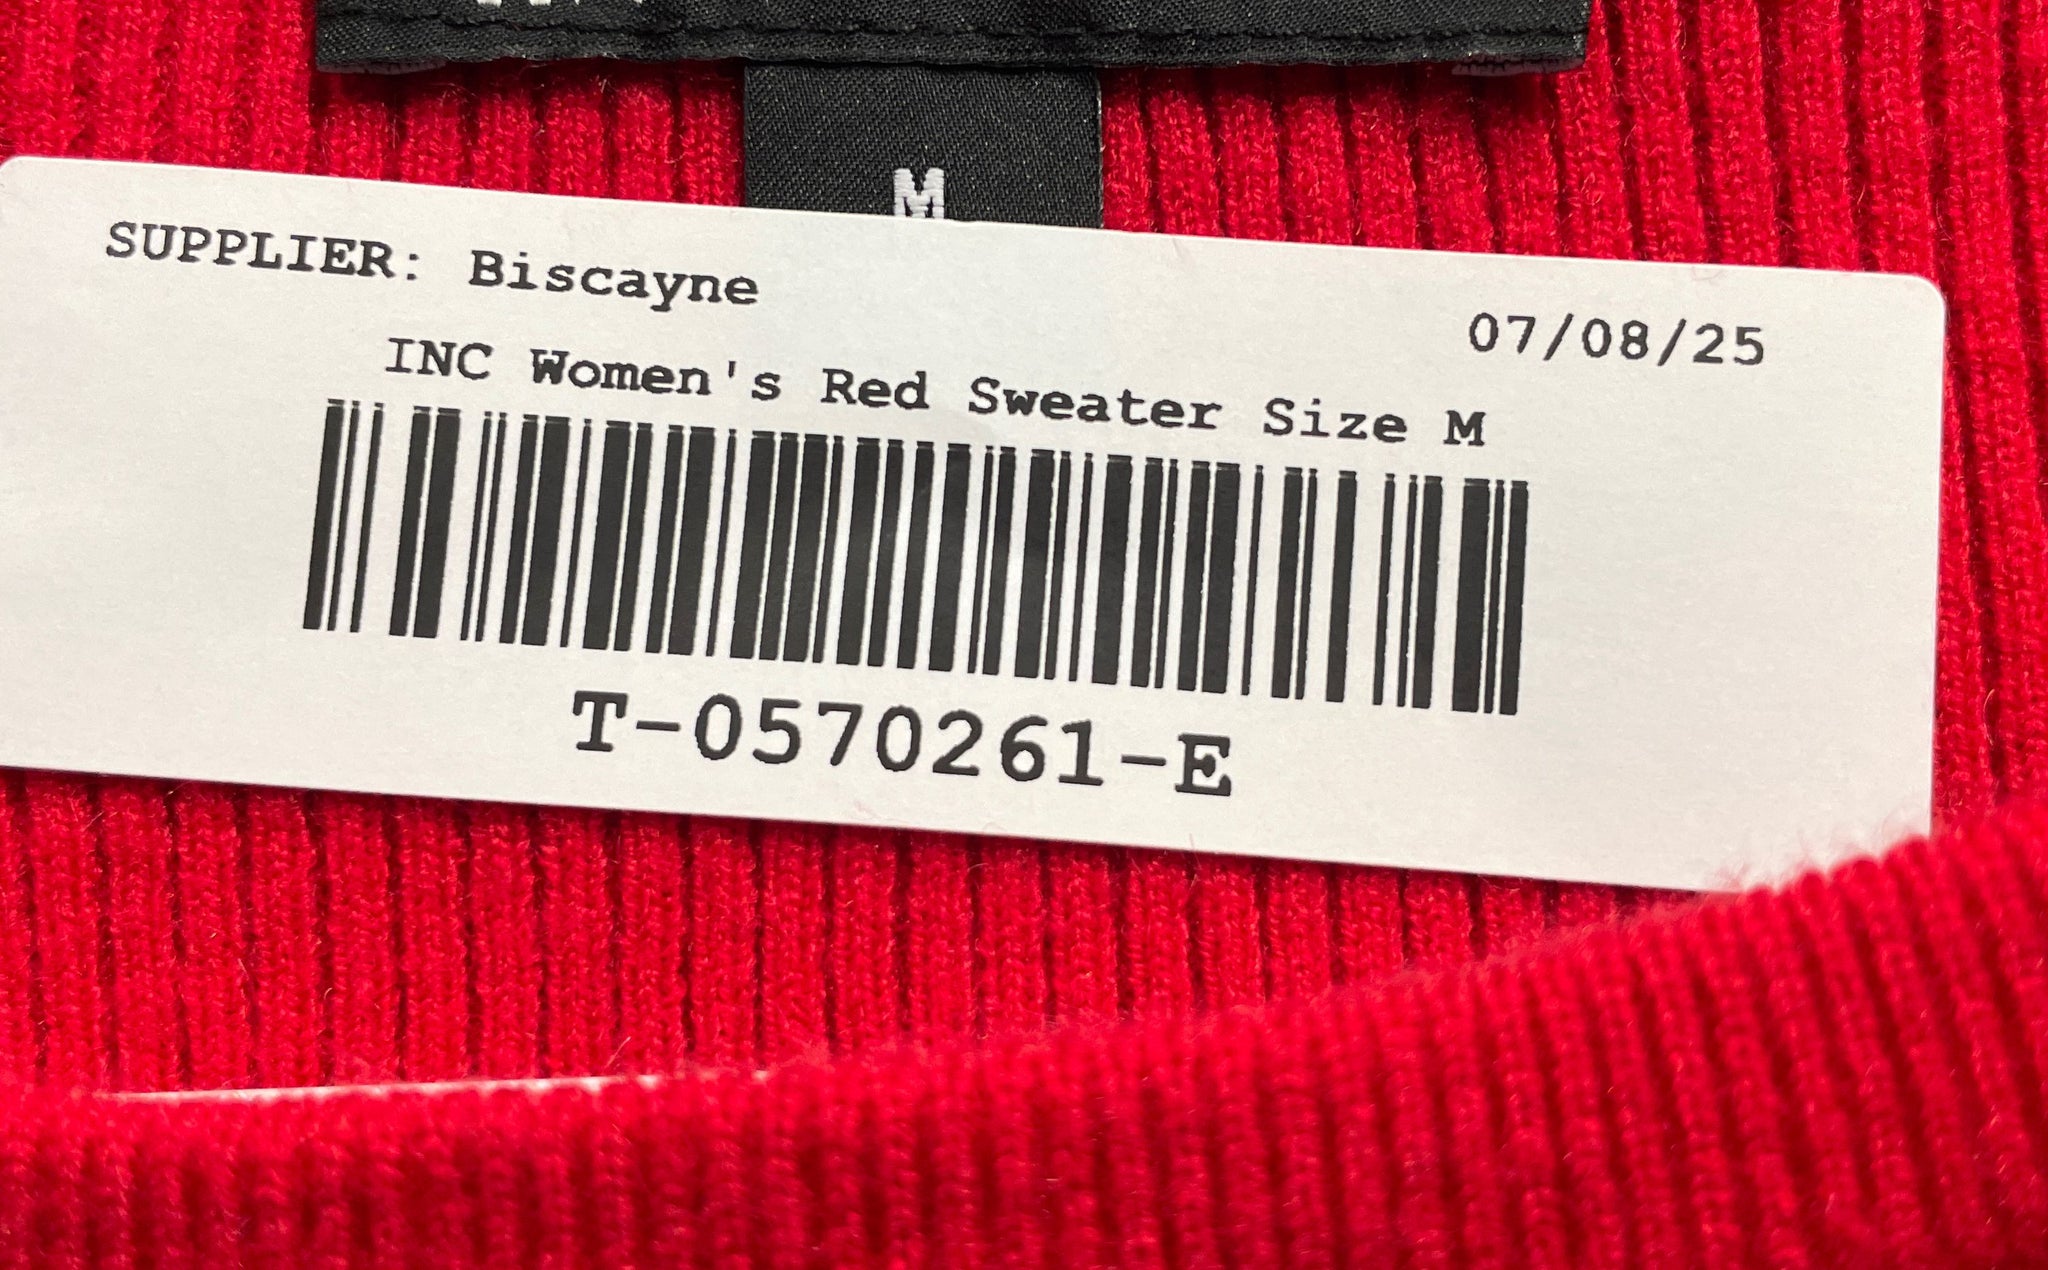 M
SUPPLIER: Biscayne
07/08/25
INC Women's Red Sweater Size M
T-0570261-E